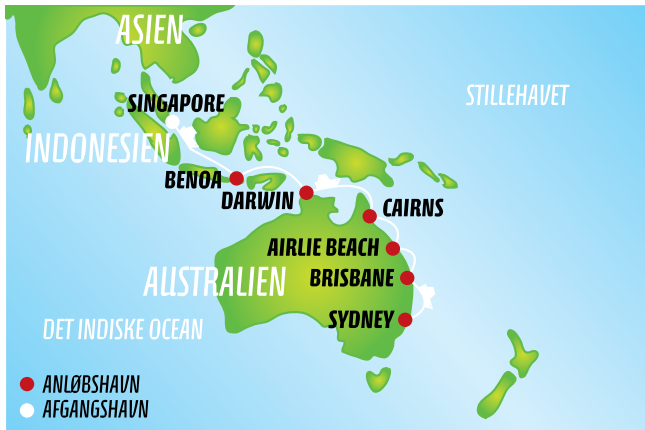 ASIEN
STILLEHAVET
SINGAPORE
INDONESIEN
BENOA
DARWIN
CAIRNS
AIRLIE BEACH
AUSTRALIEN
BRISBANE
SYDNEY
DET INDISKE OCEAN
ANLØBSHAVN
AFGANGSHAVN